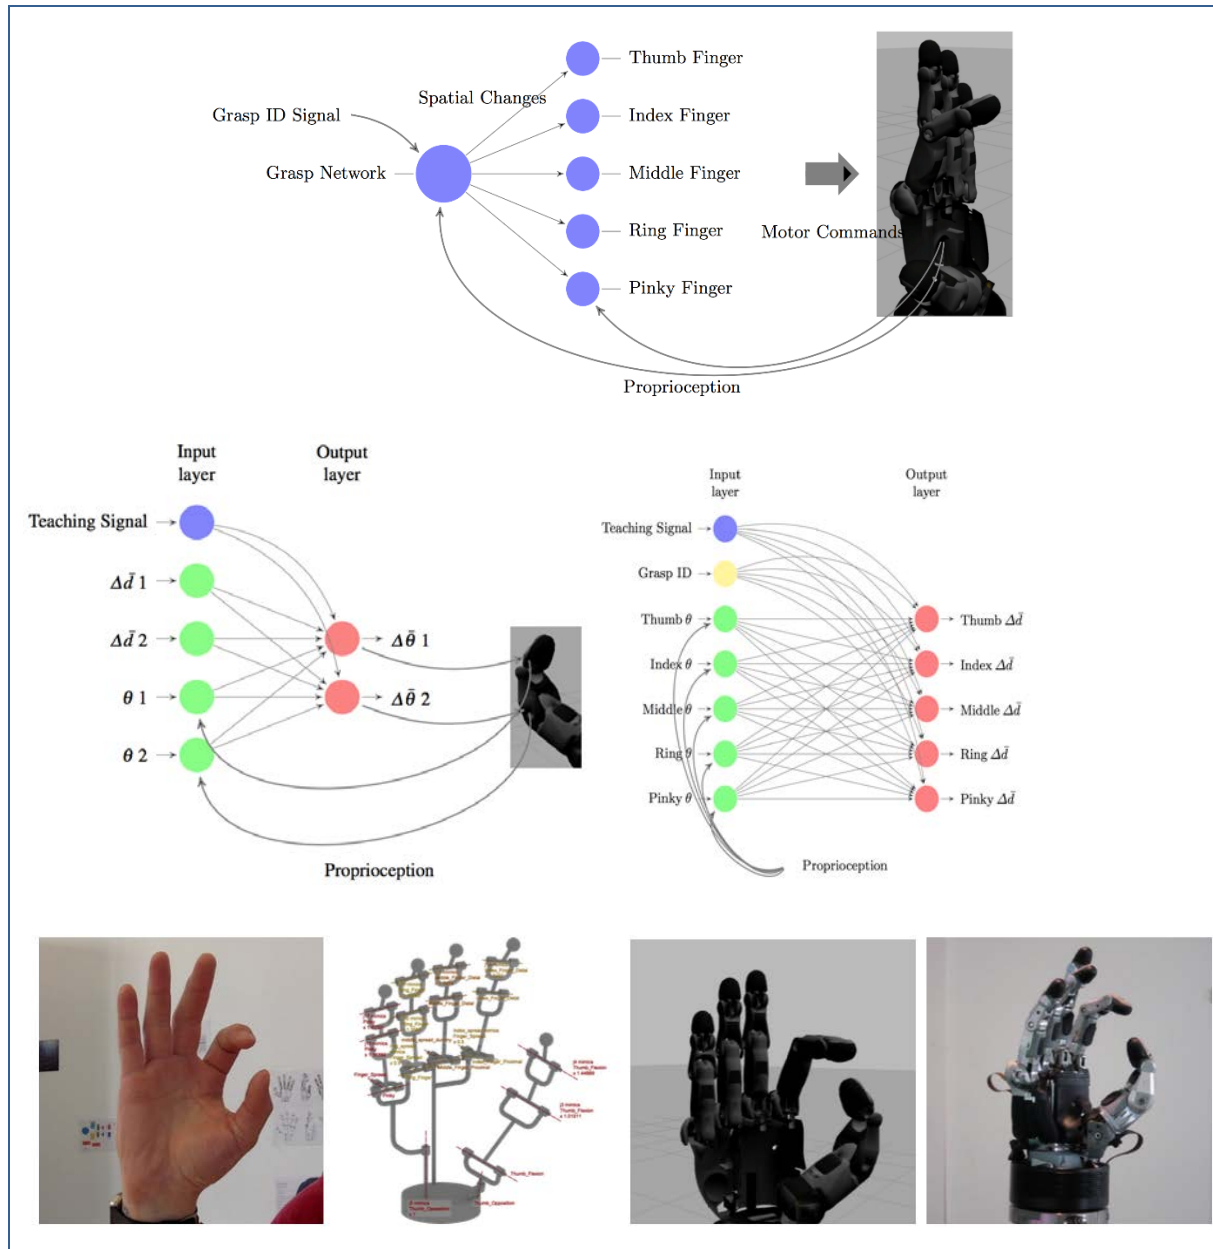 Thumb Finger
Spatial Changes
Grasp ID Signal
Index Finger
Grasp Network
Middle Finger
Ring Finger
Motor Commands
Pinky Finger
Proprioception
Input
layer
Output
layer
Teaching Signal
Δd̄ 1
Δd̄ 2
θ 1
θ 2
Δθ̄ 1
Δθ̄ 2
Proprioception
Input
layer
Output
layer
Teaching Signal
Grasp ID
Thumb θ
Index θ
Middle θ
Ring θ
Pinky θ
Thumb Δd̄
Index Δd̄
Middle Δd̄
Ring Δd̄
Pinky Δd̄
Proprioception
Thumb_Flexion
Thumb_Opposition